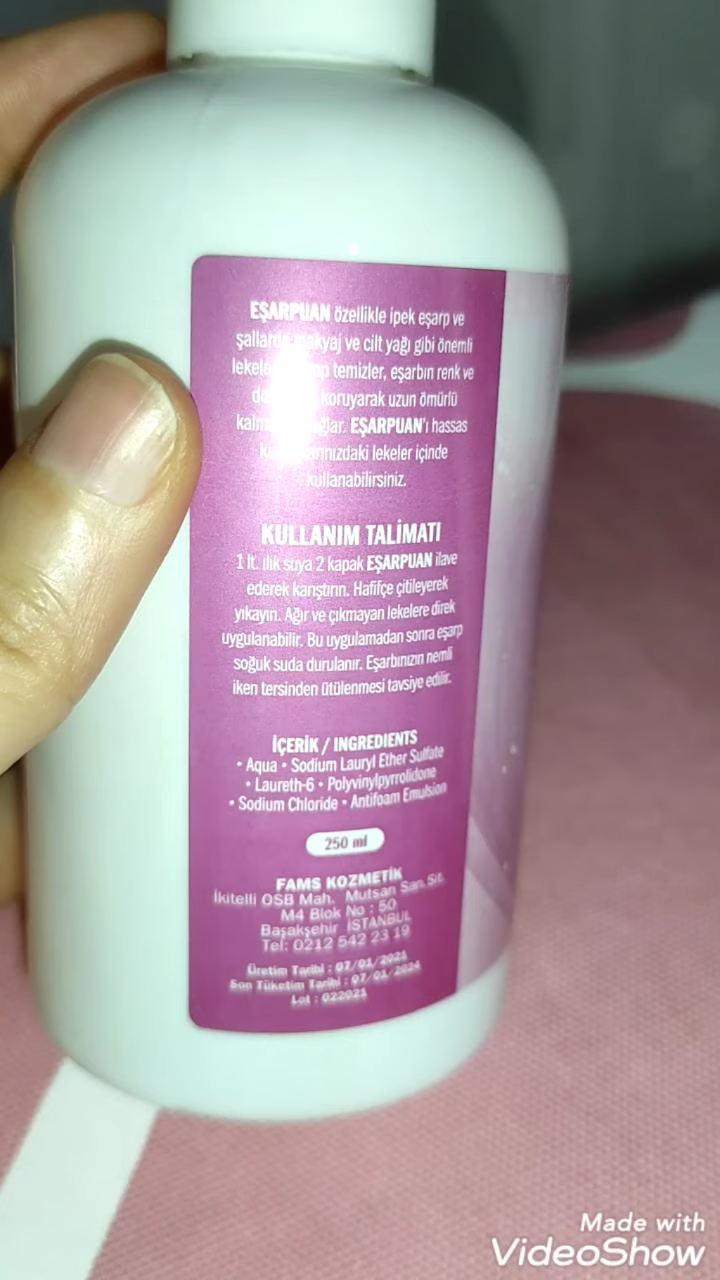 EŞARPUAN özellikle ipek eşarp ve
makyaj ve cilt yağı gibi önemli
temizler, eşarbın renk ve
koruyarak uzun ömürlü
EŞARPUAN'ı hassas
lekeler içinde
kullanabilirsiniz.
KULLANIM TALİMATI
1 lt. ılık suya 2 kapak EŞARPUAN ilave
ederek karıştırın. Hafifçe çitileyerek
yıkayın. Ağır ve çıkmayan lekelere direk
uygulanabilir. Bu uygulamadan sonra eşarp
soğuk suda durulanır. Eşarbınızın nemli
iken tersinden ütülenmesi tavsiye edilir.
İÇERİK / INGREDIENTS
• Aqua • Sodium Lauryl Ether Sulfate
• Laureth-6 • Polyvinylpyrrolidone
• Sodium Chloride • Antifoam Emulsion
250 ml
FAMS KOZMETİK
İkitelli OSB Mah. Mutsan San. Sit.
M4 Blok No : 50
Başakşehir İSTANBUL
Tel: 0212 542 23 19
Üretim Tarihi : 07/01/2021
Son Tüketim Tarihi : 07/01/2024
Lot : 022021
Made with
VideoShow